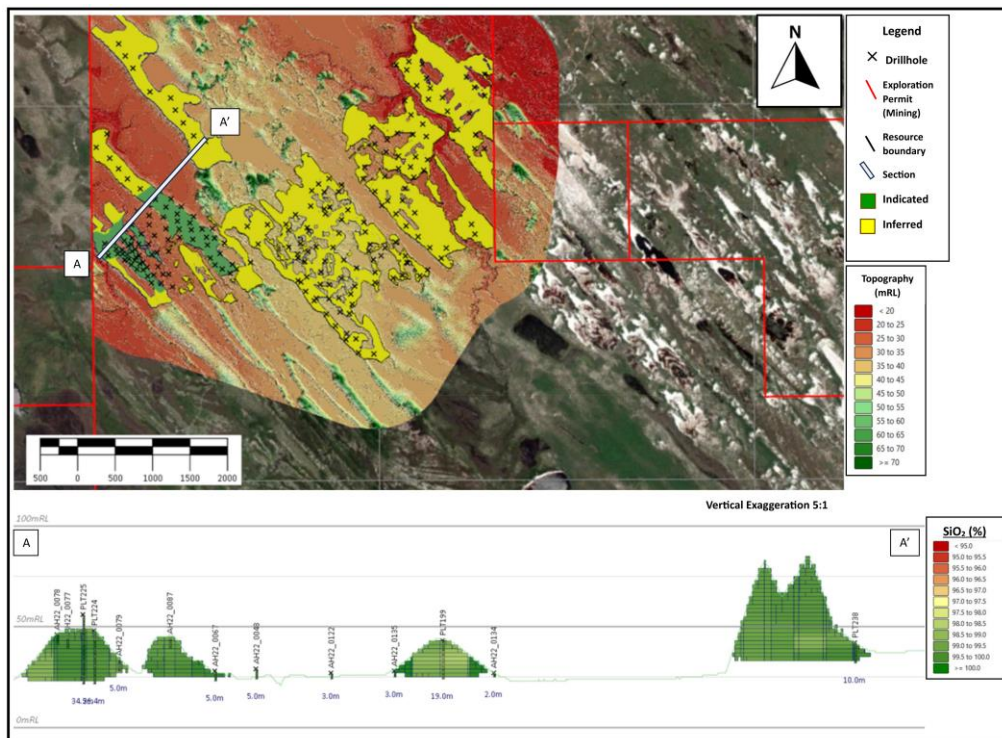 N
Legend
Drillhole
Exploration
Permit
(Mining)
Resource
boundary
Section
Indicated
Inferred
A'
A
Topography
(mRL)
< 20
20 to 25
25 to 30
30 to 35
35 to 40
40 to 45
45 to 50
50 to 55
55 to 60
60 to 65
65 to 70
>= 70
500 0 500 1000 1500 2000
Vertical Exaggeration 5:1
100mRL
A
A'
50mRL
0mRL
AH22_0078
AH22_0077
PLT225
PLT224
AH22_0079
AH22_0087
AH22_0067
AH22_0048
AH22_0122
AH22_0135
PLT199
AH22_0134
PLT238
5.0m
5.0m
5.0m
3.0m
3.0m
19.0m
2.0m
10.0m
SiO₂ (%)
< 95.0
95.0 to 95.5
95.5 to 96.0
96.0 to 96.5
96.5 to 97.0
97.0 to 97.5
97.5 to 98.0
98.0 to 98.5
98.5 to 99.0
99.0 to 99.5
99.5 to 100.0
>= 100.0